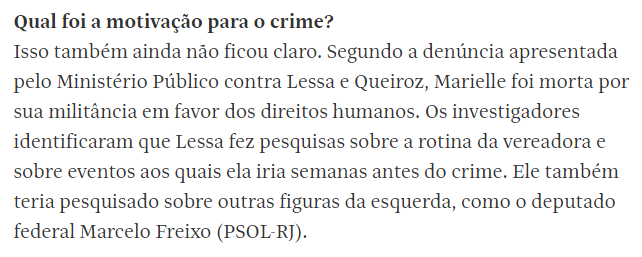 Qual foi a motivação para o crime?
Isso também ainda não ficou claro. Segundo a denúncia apresentada
pelo Ministério Público contra Lessa e Queiroz, Marielle foi morta por
sua militância em favor dos direitos humanos. Os investigadores
identificaram que Lessa fez pesquisas sobre a rotina da vereadora e
sobre eventos aos quais ela iria semanas antes do crime. Ele também
teria pesquisado sobre outras figuras da esquerda, como o deputado
federal Marcelo Freixo (PSOL-RJ).